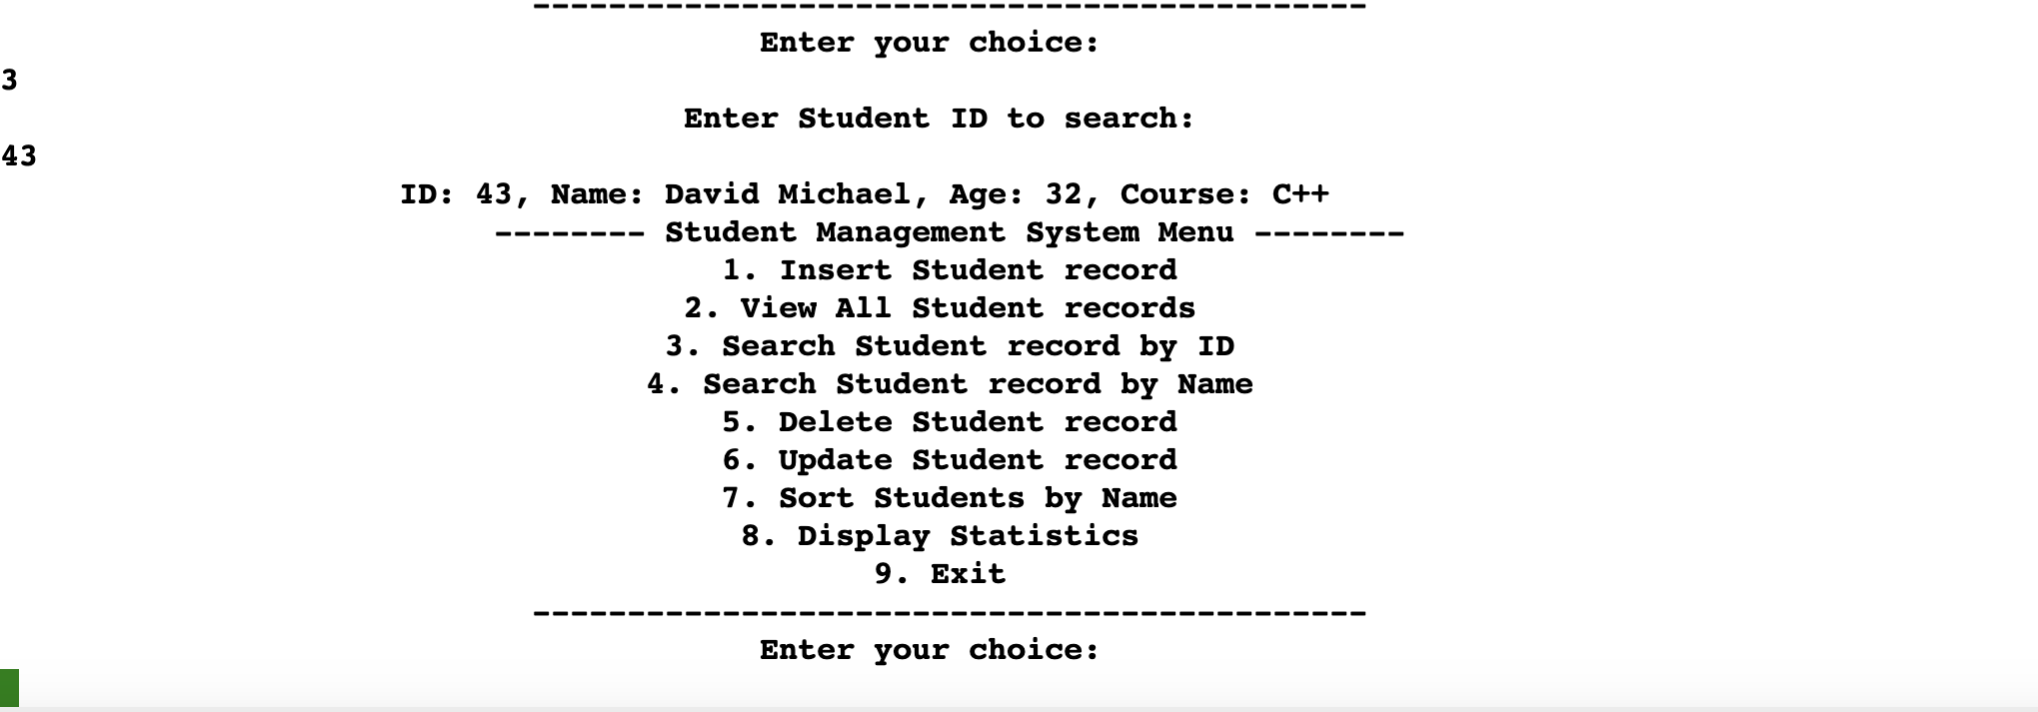 --------------------------------------------
Enter your choice:
3
Enter Student ID to search:
43
ID: 43, Name: David Michael, Age: 32, Course: C++
-------- Student Management System Menu --------
1. Insert Student record
2. View All Student records
3. Search Student record by ID
4. Search Student record by Name
5. Delete Student record
6. Update Student record
7. Sort Students by Name
8. Display Statistics
9. Exit
--------------------------------------------
Enter your choice: